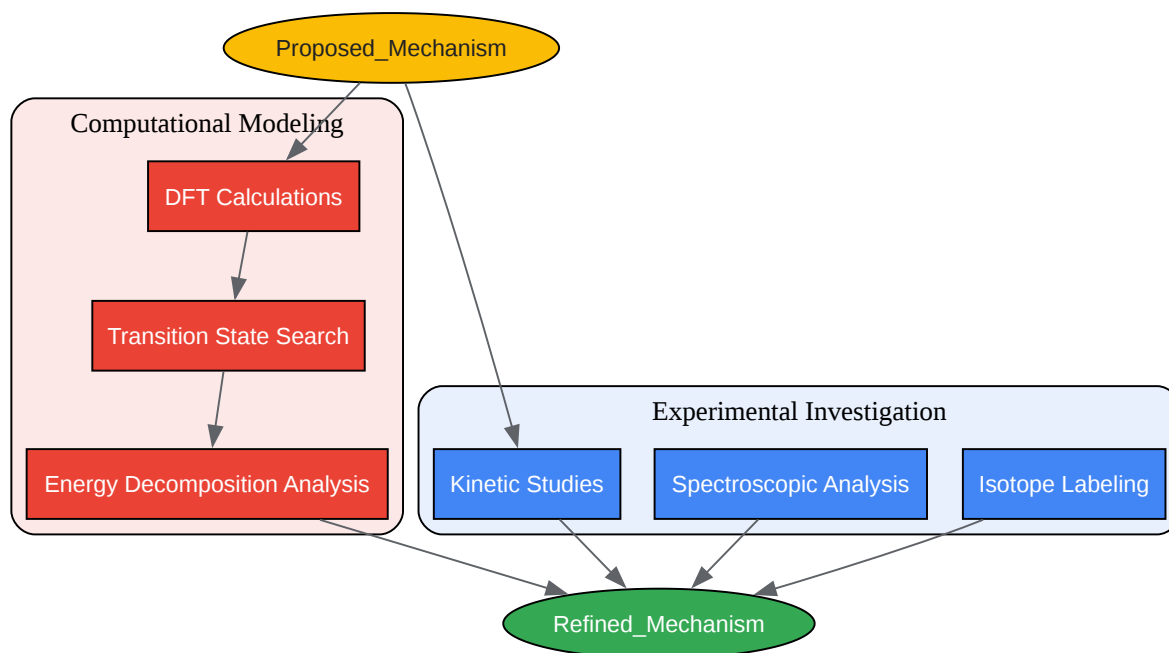 Proposed_Mechanism
Computational Modeling
DFT Calculations
Transition State Search
Experimental Investigation
Energy Decomposition Analysis
Kinetic Studies
Spectroscopic Analysis
Isotope Labeling
Refined_Mechanism